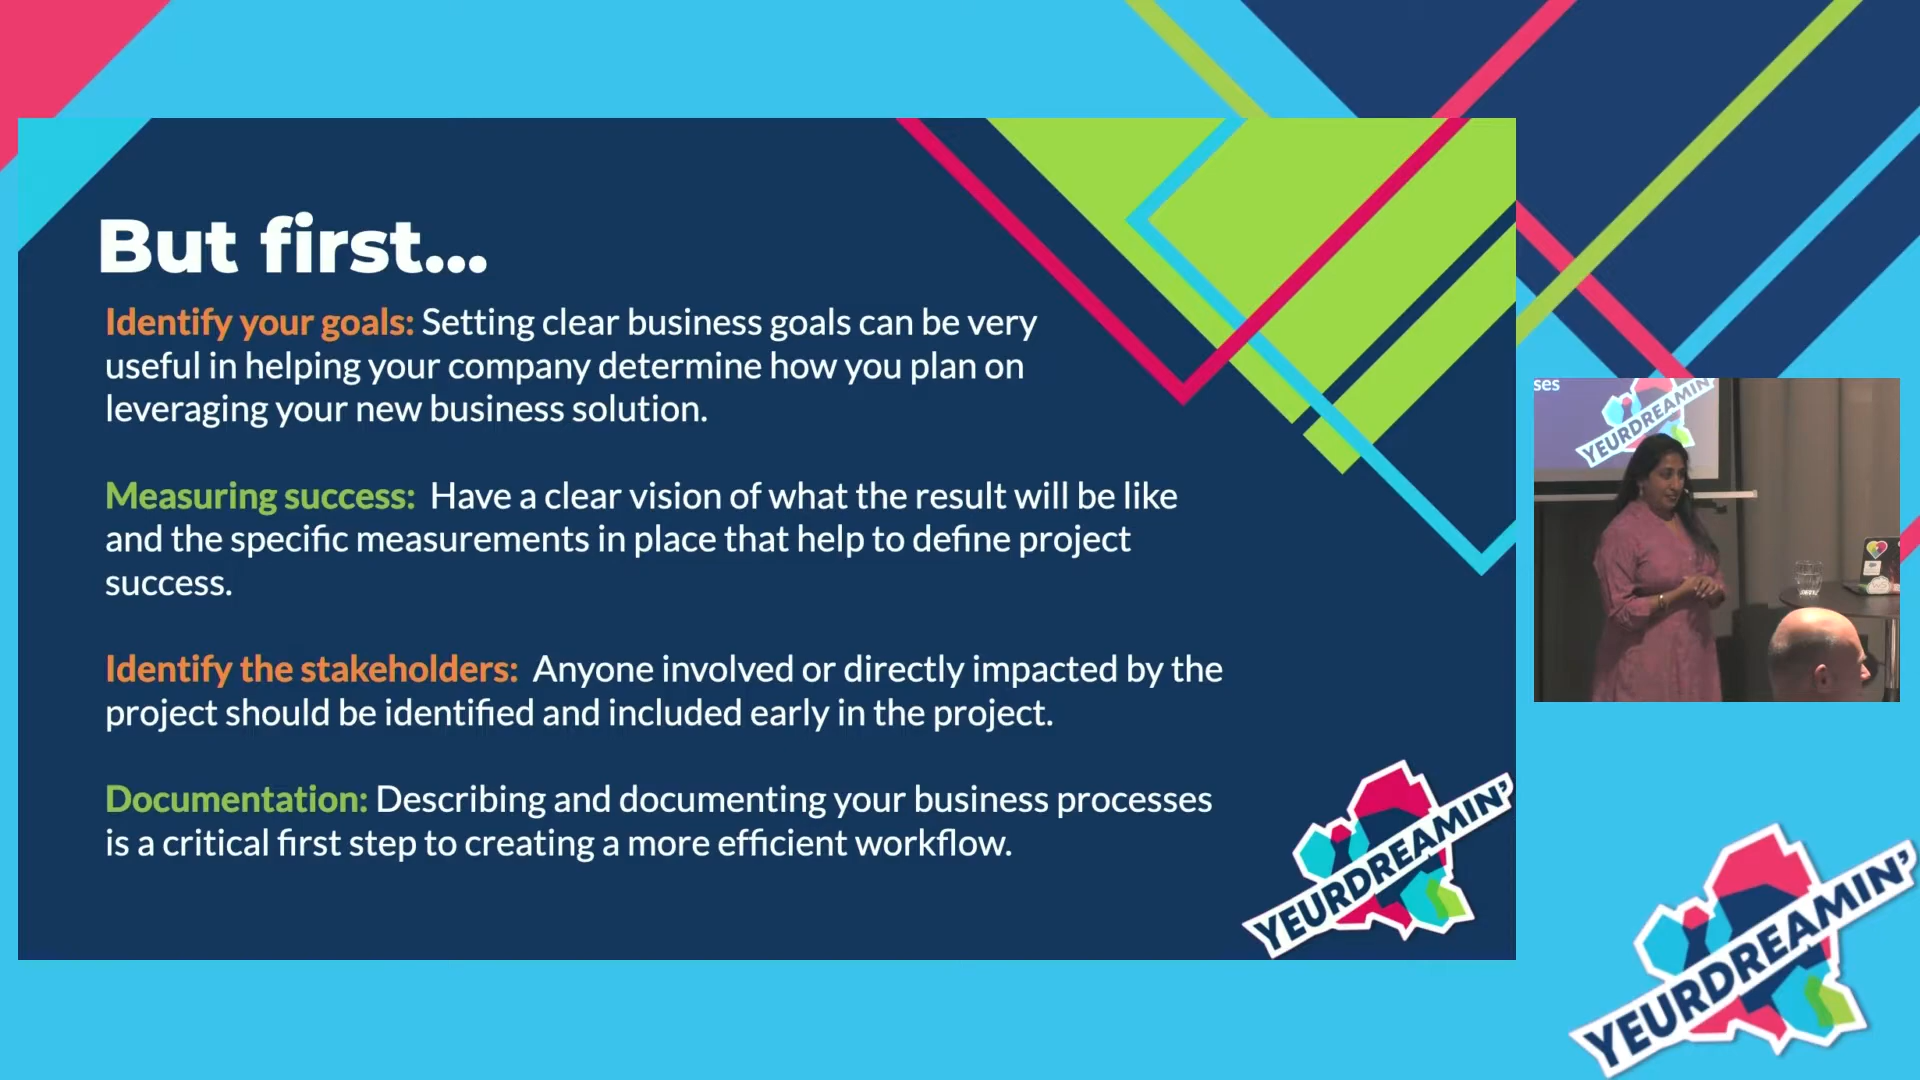 But first...
Identify your goals: Setting clear business goals can be very
useful in helping your company determine how you plan on
leveraging your new business solution.
Measuring success: Have a clear vision of what the result will be like
and the specific measurements in place that help to define project
success.
Identify the stakeholders: Anyone involved or directly impacted by the
project should be identified and included early in the project.
Documentation: Describing and documenting your business processes
is a critical first step to creating a more efficient workflow.
YEURDREAMIN'
ses
YEURDREAMIN'
YEURDREAMIN'